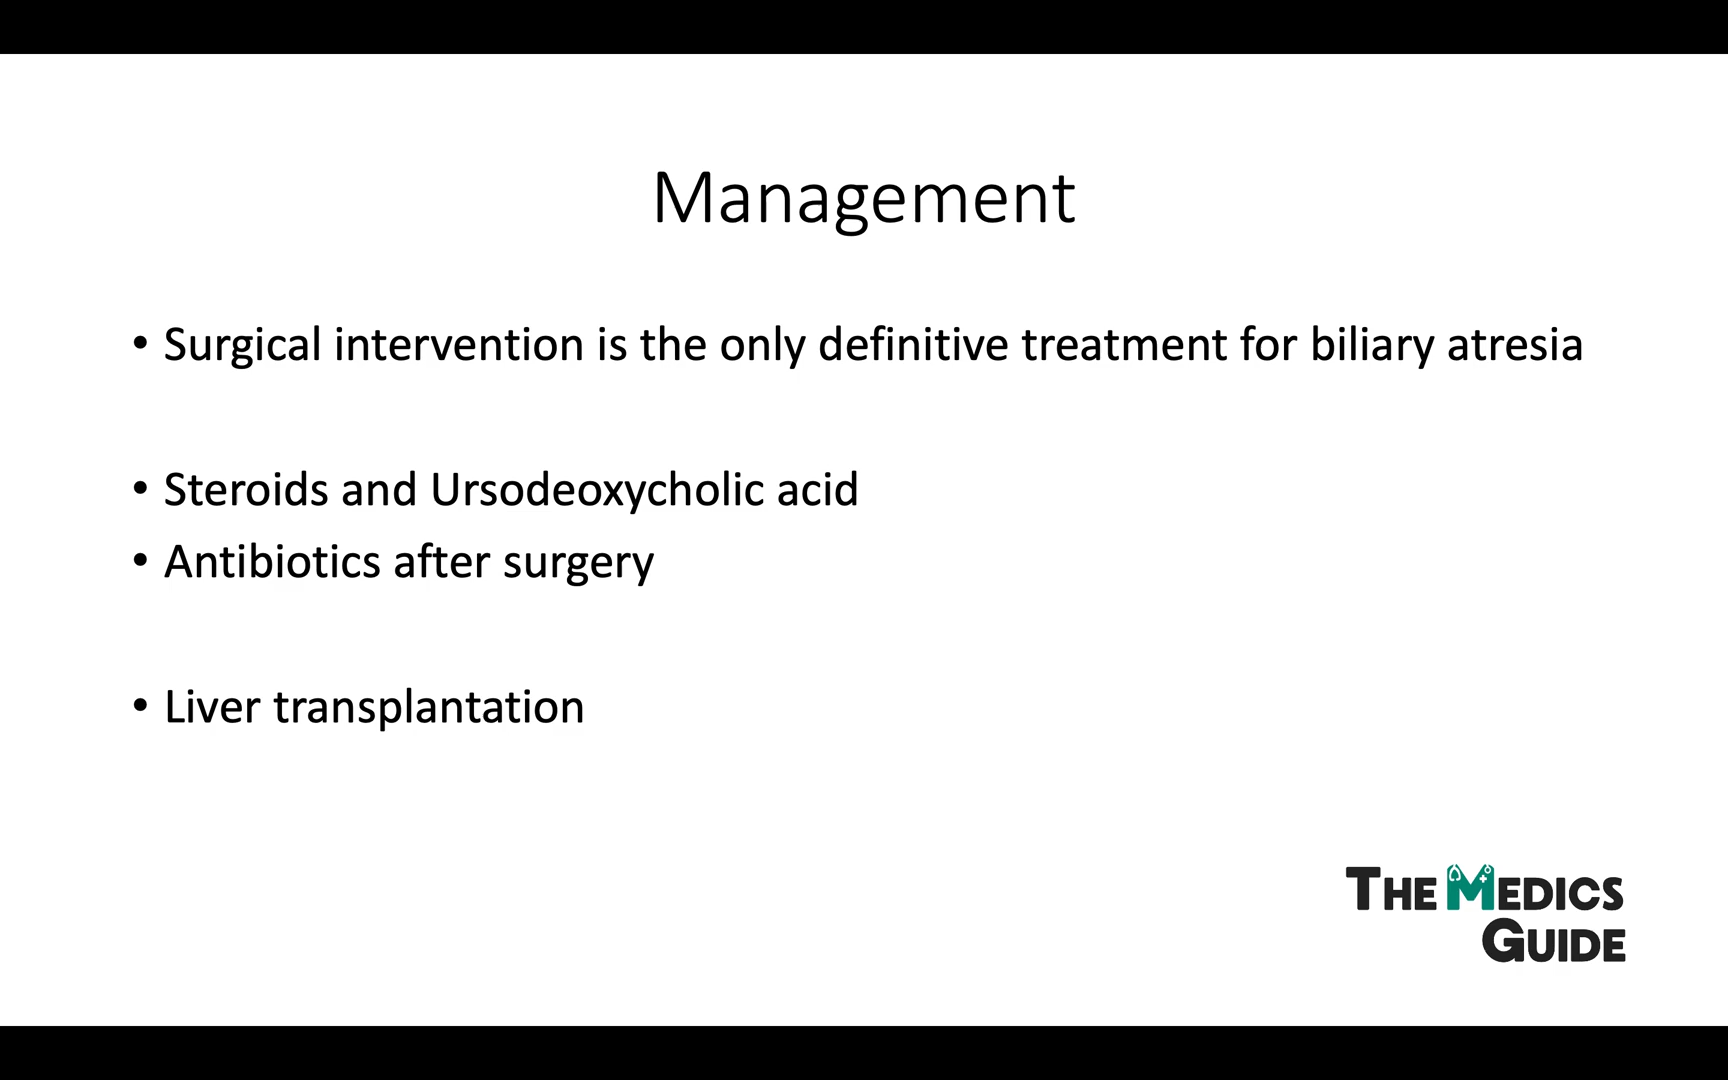 Management
• Surgical intervention is the only definitive treatment for biliary atresia
• Steroids and Ursodeoxycholic acid
• Antibiotics after surgery
• Liver transplantation
THE MEDICS
GUIDE